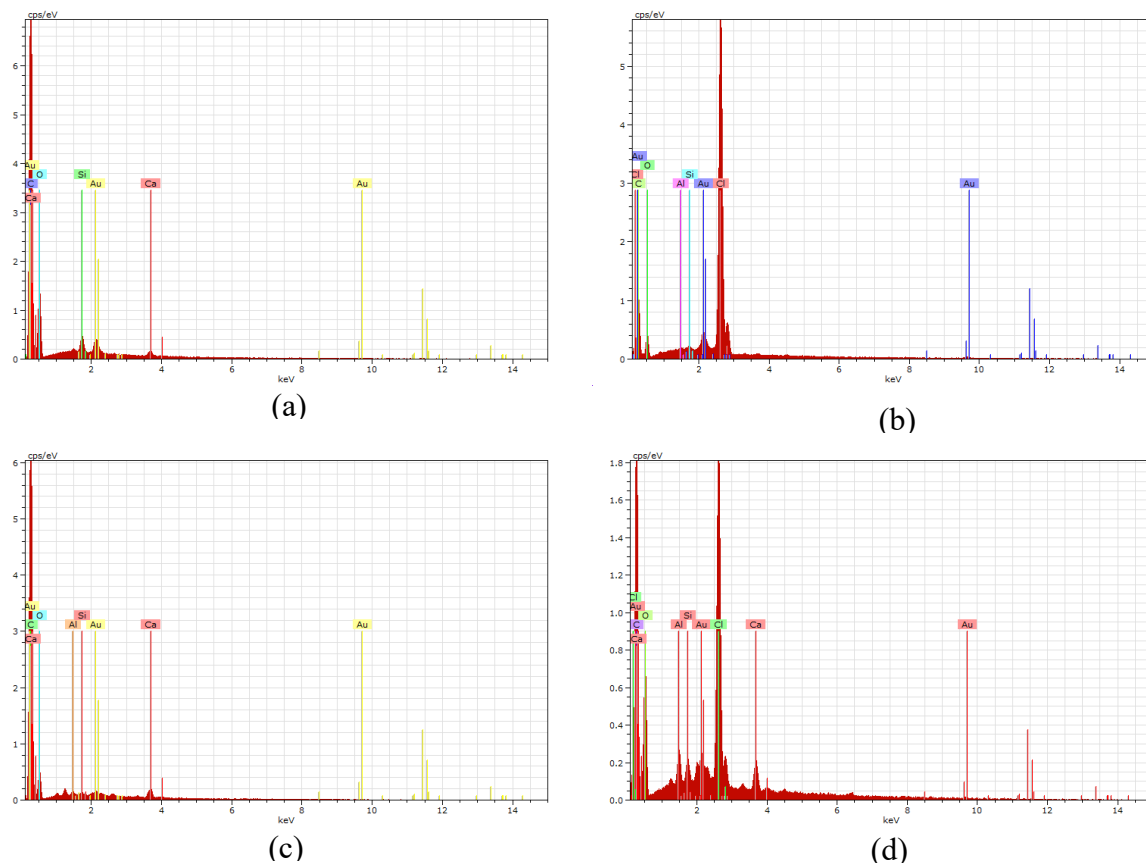 cps/eV
6
5
4
3
2
1
0
Au
O
C
Ca
Si
Au
Ca
Au
2 4 6 8 10 12 14
keV
(a)
cps/eV
5
4
3
2
1
0
Au
O
Cl
C
Al
Si
Au
Cl
Au
2 4 6 8 10 12 14
keV
(b)
cps/eV
6
5
4
3
2
1
0
Au
O
C
Ca
Al
Si
Au
Ca
Au
2 4 6 8 10 12 14
keV
(c)
cps/eV
1.8
1.6
1.4
1.2
1.0
0.8
0.6
0.4
0.2
0.0
Cl
Au
O
C
Ca
Al
Si
Au
Cl
Ca
Au
2 4 6 8 10 12 14
keV
(d)